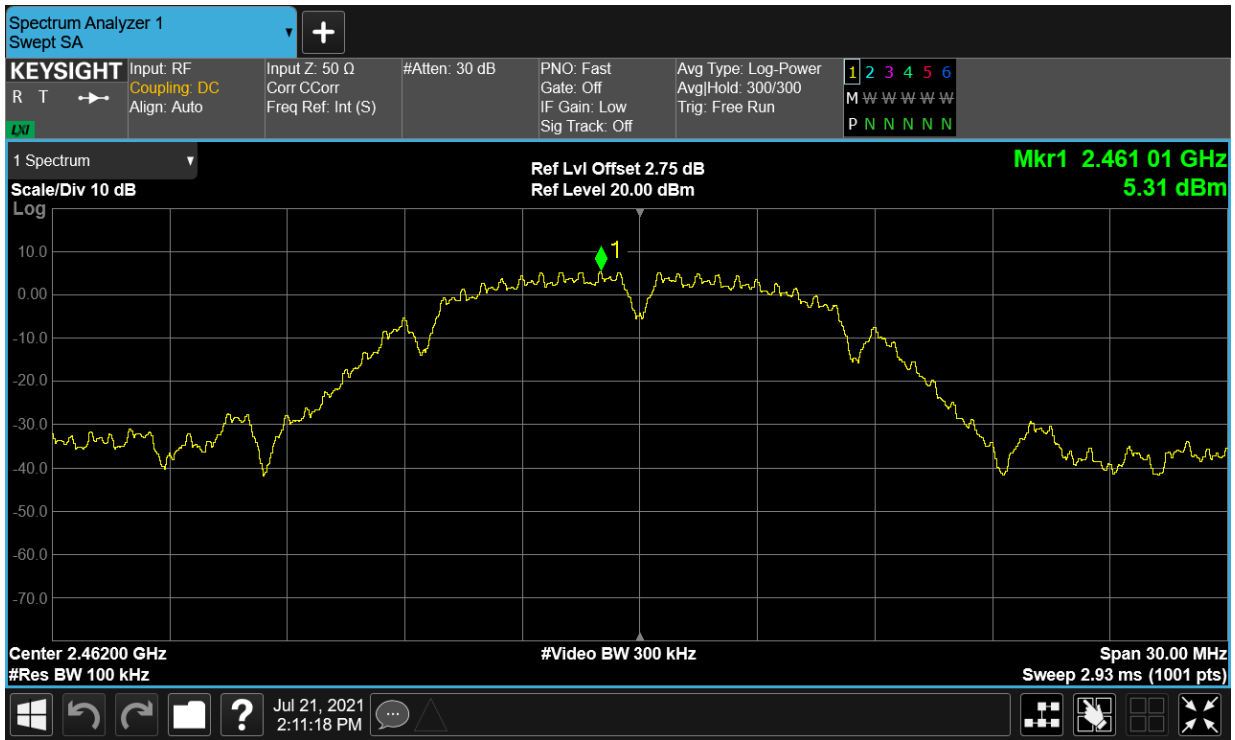 Spectrum Analyzer 1
Swept SA
+
KEYSIGHT
R T
LXI
Input: RF
Coupling: DC
Align: Auto
Input Z: 50 Ω
Corr CCorr
Freq Ref: Int (S)
#Atten: 30 dB
PNO: Fast
Gate: Off
IF Gain: Low
Sig Track: Off
Avg Type: Log-Power
Avg|Hold: 300/300
Trig: Free Run
1 2 3 4 5 6
M W W W W W
P N N N N N
1 Spectrum
Scale/Div 10 dB
Log
Ref Lvl Offset 2.75 dB
Ref Level 20.00 dBm
Mkr1 2.461 01 GHz
5.31 dBm
1
10.0
0.00
-10.0
-20.0
-30.0
-40.0
-50.0
-60.0
-70.0
Center 2.46200 GHz
#Res BW 100 kHz
#Video BW 300 kHz
Span 30.00 MHz
Sweep 2.93 ms (1001 pts)
?
Jul 21, 2021
2:11:18 PM